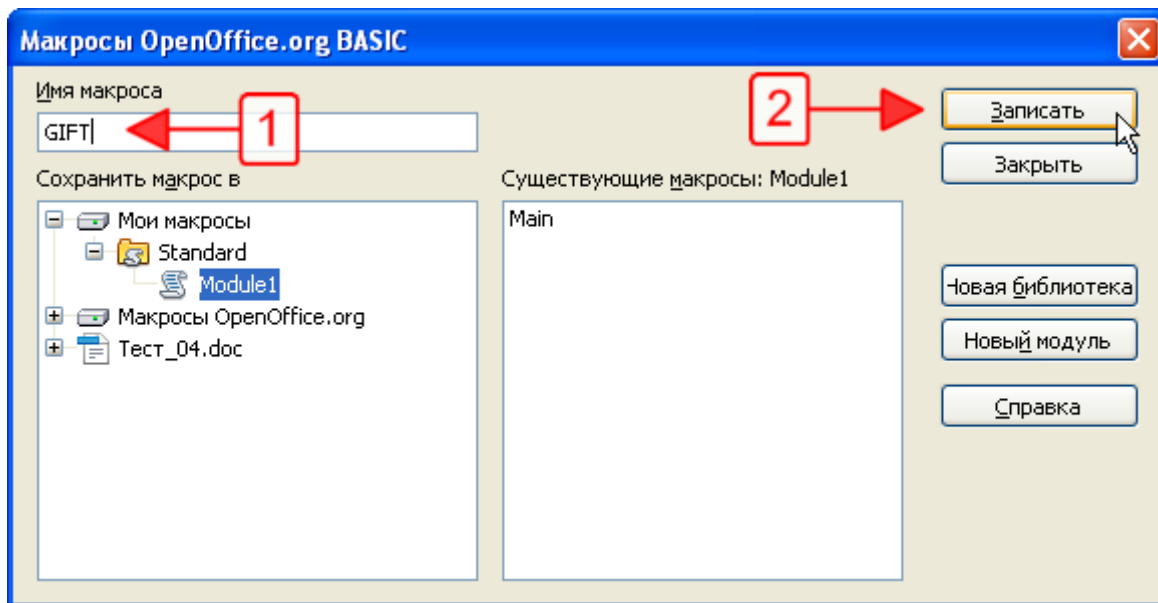 Макросы OpenOffice.org BASIC
Имя макроса
GIFT
1
2
Записать
Закрыть
Сохранить макрос в
Существующие макросы: Module1
Мои макросы
Standard
Module1
Макросы OpenOffice.org
Тест_04.doc
Main
Новая библиотека
Новый модуль
Справка